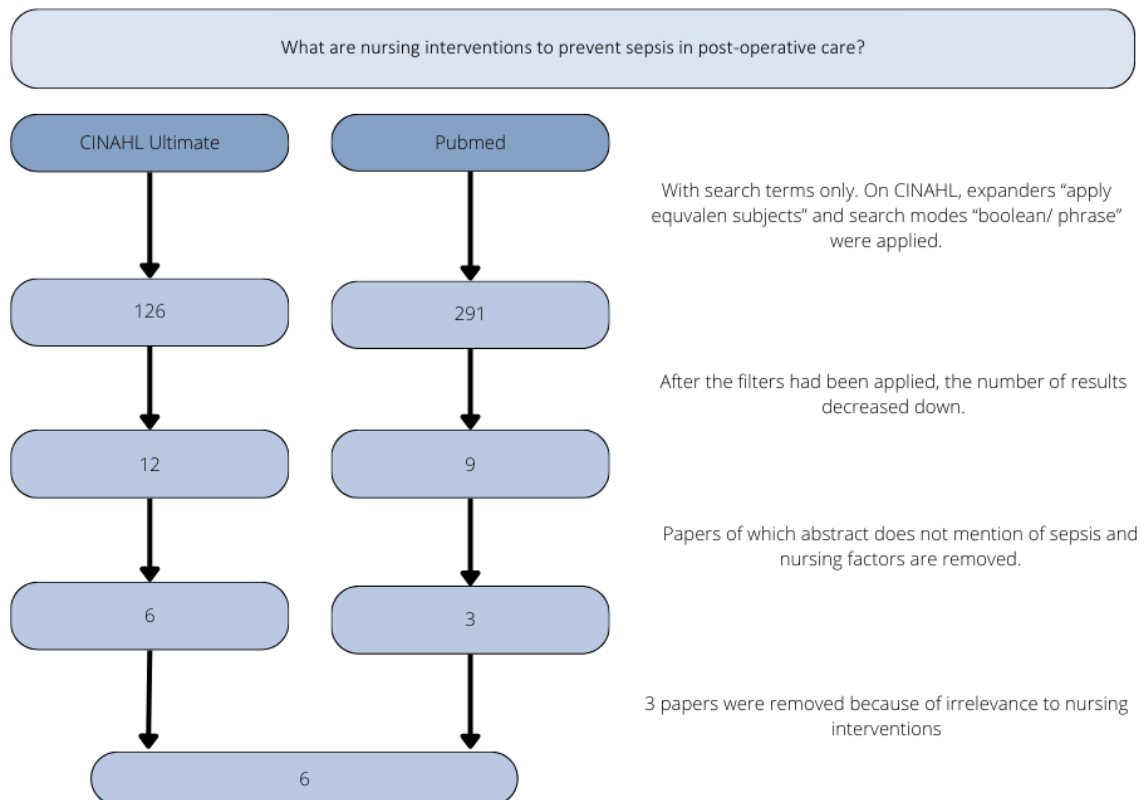 What are nursing interventions to prevent sepsis in post-operative care?
CINAHL Ultimate
Pubmed
With search terms only. On CINAHL, expanders “apply
equvalen subjects” and search modes “boolean/ phrase”
were applied.
126
291
After the filters had been applied, the number of results
decreased down.
12
9
Papers of which abstract does not mention of sepsis and
nursing factors are removed.
6
3
3 papers were removed because of irrelevance to nursing
interventions
6